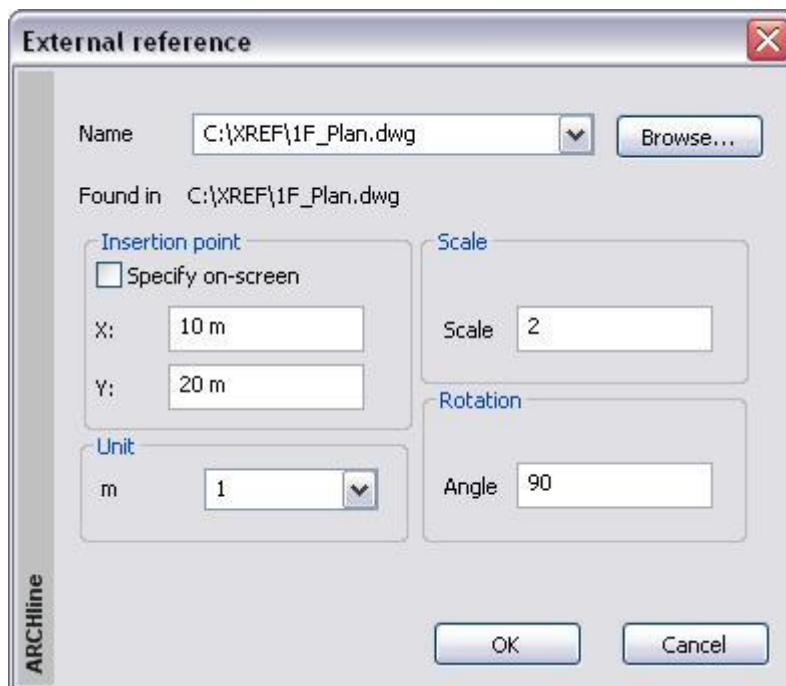 External reference
Name C:\XREF\1F_Plan.dwg Browse...
Found in C:\XREF\1F_Plan.dwg
Insertion point
Specify on-screen
X: 10 m
Y: 20 m
Scale
Scale 2
Unit
m 1
Rotation
Angle 90
ARCHline
OK Cancel